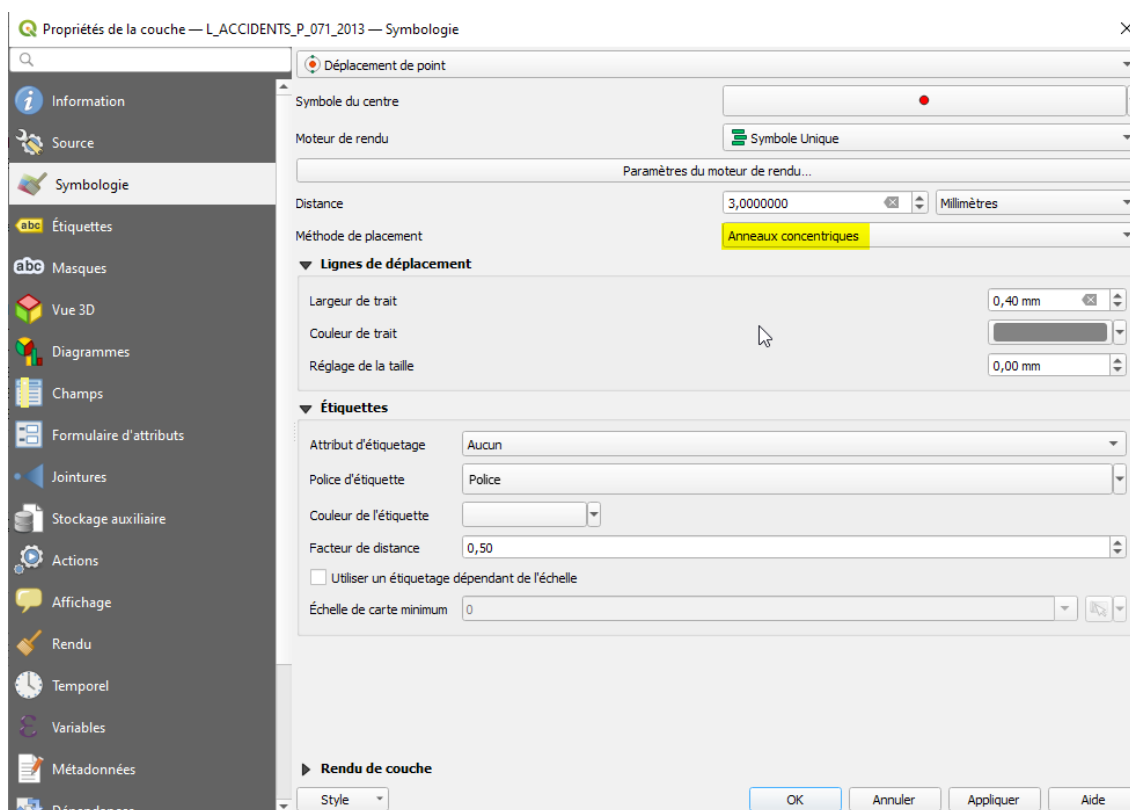 Propriétés de la couche — L_ACCIDENTS_P_071_2013 — Symbologie
Information
Source
Symbologie
abc Étiquettes
abc Masques
Vue 3D
Diagrammes
Champs
Formulaire d'attributs
Jointures
Stockage auxiliaire
Actions
Affichage
Rendu
Temporel
Variables
Métadonnées
Dépendances
Déplacement de point
Symbole du centre
Moteur de rendu
Symbole Unique
Paramètres du moteur de rendu...
Distance
3,0000000
Millimètres
Méthode de placement
Anneaux concentriques
Lignes de déplacement
Largeur de trait
0,40 mm
Couleur de trait
Réglage de la taille
0,00 mm
Étiquettes
Attribut d'étiquetage
Aucun
Police d'étiquette
Police
Couleur de l'étiquette
Facteur de distance
0,50
Utiliser un étiquetage dépendant de l'échelle
Échelle de carte minimum
0
Rendu de couche
Style
OK
Annuler
Appliquer
Aide